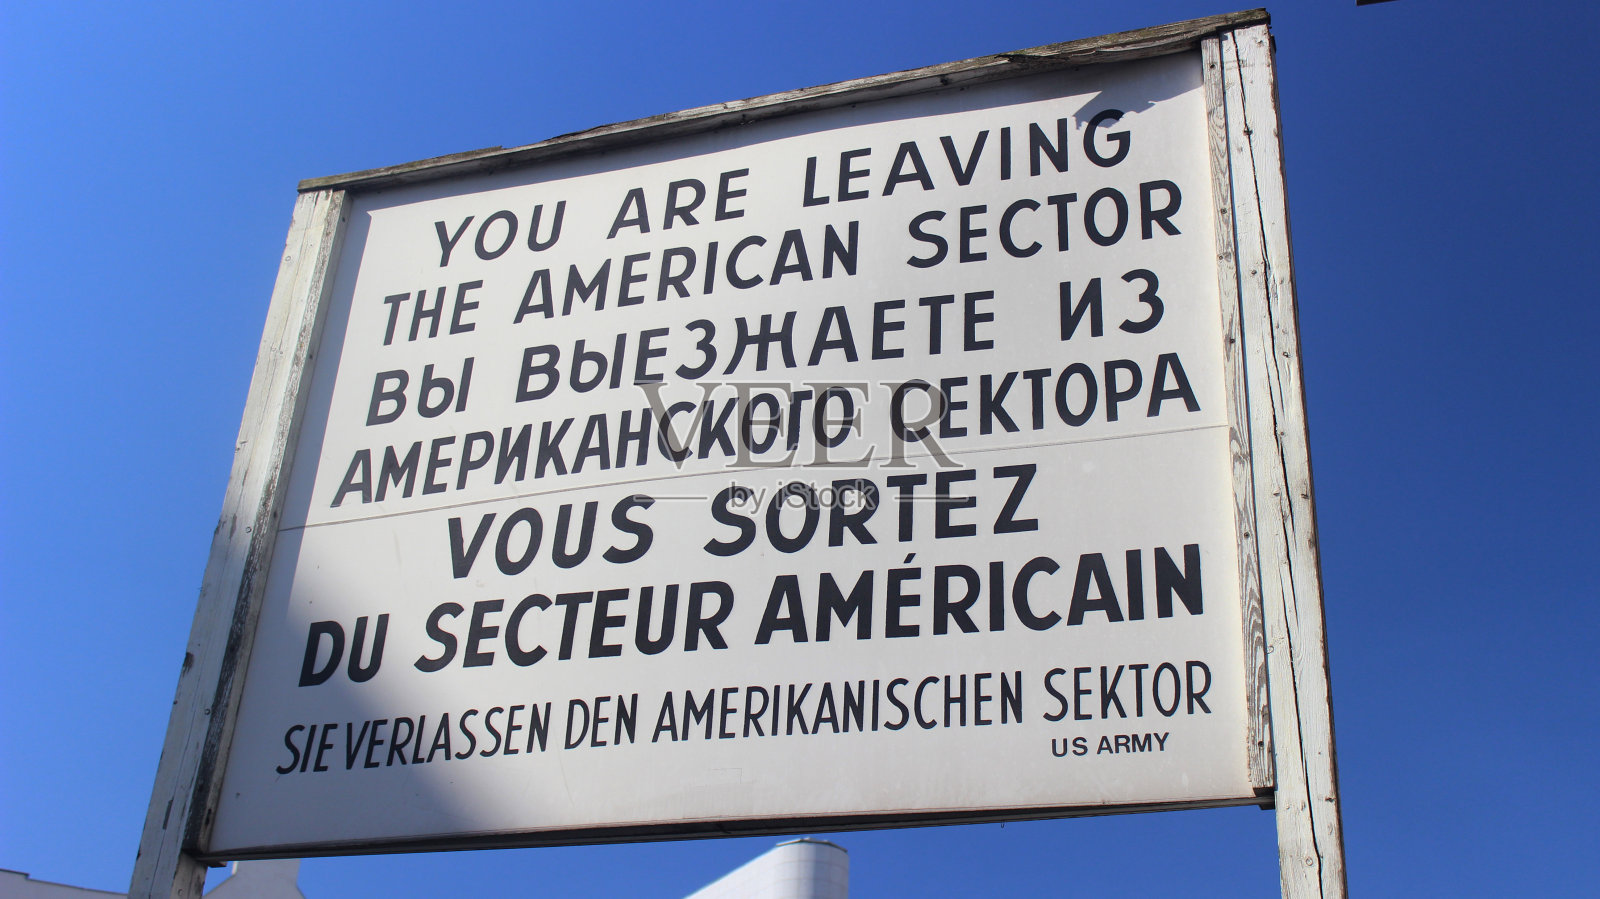 YOU ARE LEAVING
THE AMERICAN SECTOR
ВЫ ВЫЕЗЖАЕТЕ ИЗ
АМЕРИКАНСКОГО СЕКТОРА
VOUS SORTEZ
DU SECTEUR AMÉRICAIN
SIE VERLASSEN DEN AMERIKANISCHEN SEKTOR
US ARMY
VEER
by iStock